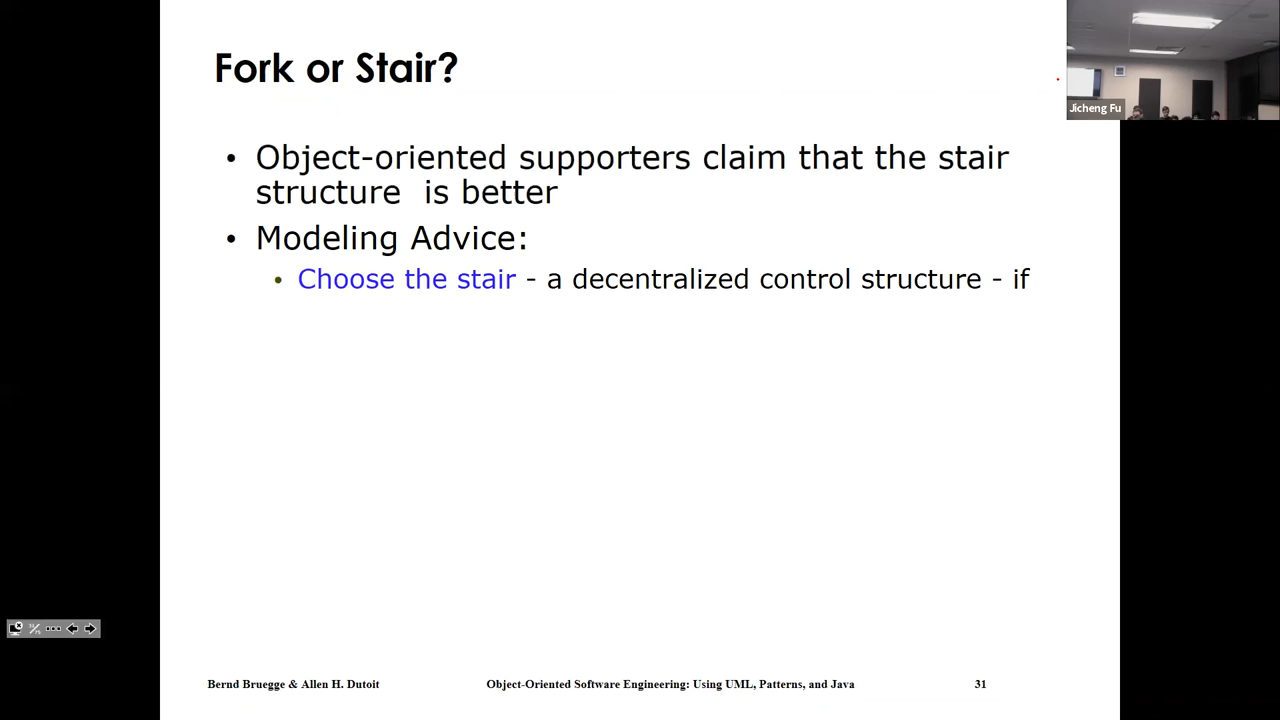 Fork or Stair?
Jicheng Fu
• Object-oriented supporters claim that the stair
structure is better
• Modeling Advice:
• Choose the stair - a decentralized control structure - if
Bernd Bruegge & Allen H. Dutoit
Object-Oriented Software Engineering: Using UML, Patterns, and Java
31